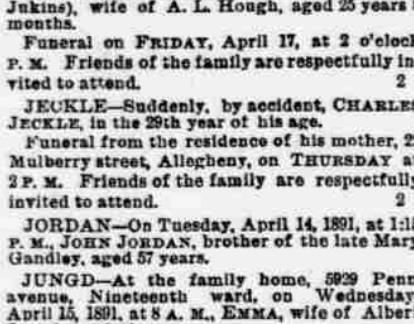 Jnkins), wife of A. L. Hough, aged 25 years
months.
Funeral on FRIDAY, April 17, at 2 o'clock
P. M. Friends of the family are respectfully in-
vited to attend. 2
JECKLE—Suddenly, by accident, CHARLES
JECKLE, in the 29th year of his age.
Funeral from the residence of his mother,
Mulberry street, Allegheny, on THURSDAY at
2 P. M. Friends of the family are respectfully
invited to attend. 2
JORDAN—On Tuesday, April 14, 1891, at 1:15
P. M., JOHN JORDAN, brother of the late Mary
Gandley, aged 57 years.
JUNGD—At the family home, 5929 Penn
avenue, Nineteenth ward, on Wednesday,
April 15, 1891, at 8 A. M., EMMA, wife of Albert